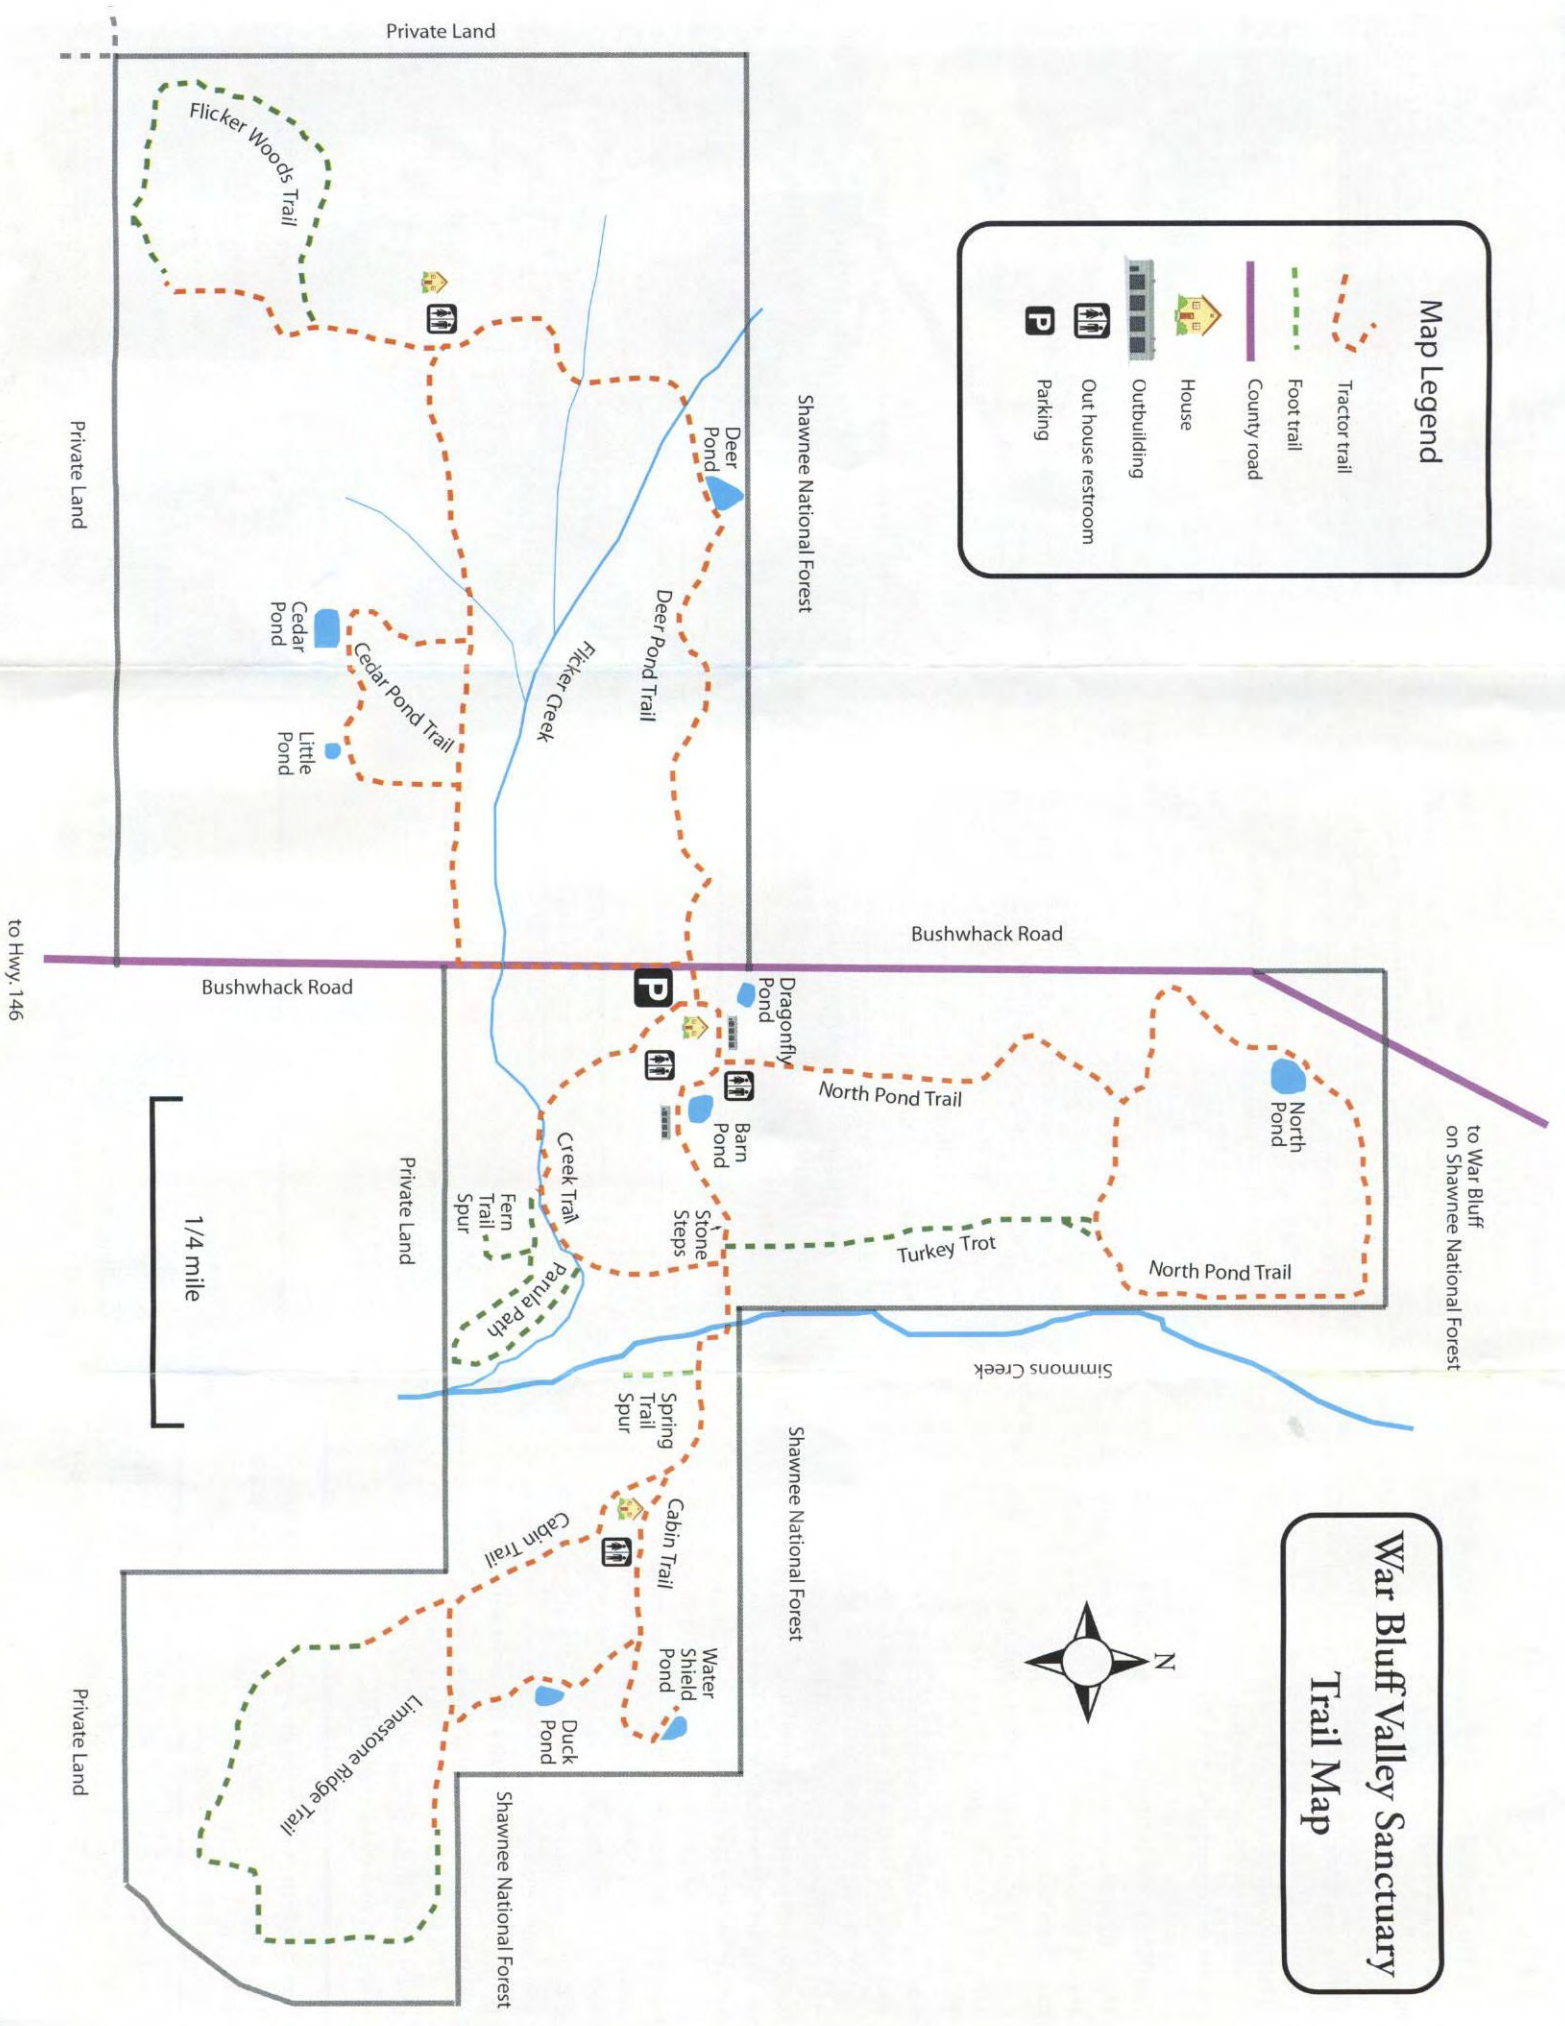 War Bluff Valley Sanctuary
Trail Map
Map Legend
Tractor trail
Foot trail
County road
House
Outbuilding
Out house restroom
P
Parking
N
to War Bluff
on Shawnee National Forest
North
Pond
North Pond Trail
North Pond Trail
Bushwhack Road
Turkey Trot
Simmons Creek
Shawnee National Forest
Shawnee National Forest
Dragonfly
Pond
Deer
Pond
Deer Pond Trail
Barn
Pond
Stone
Steps
P
Private Land
Flicker Creek
Creek Trail
Fern
Trail
Spur
Parula Path
Spring
Trail
Spur
Cabin Trail
Cabin Trail
Water
Shield
Pond
Duck
Pond
Shawnee National Forest
Flicker Woods Trail
Cedar
Pond
Cedar Pond Trail
Little
Pond
Bushwhack Road
Private Land
Limestone Ridge Trail
1/4 mile
Private Land
Private Land
to Hwy. 146